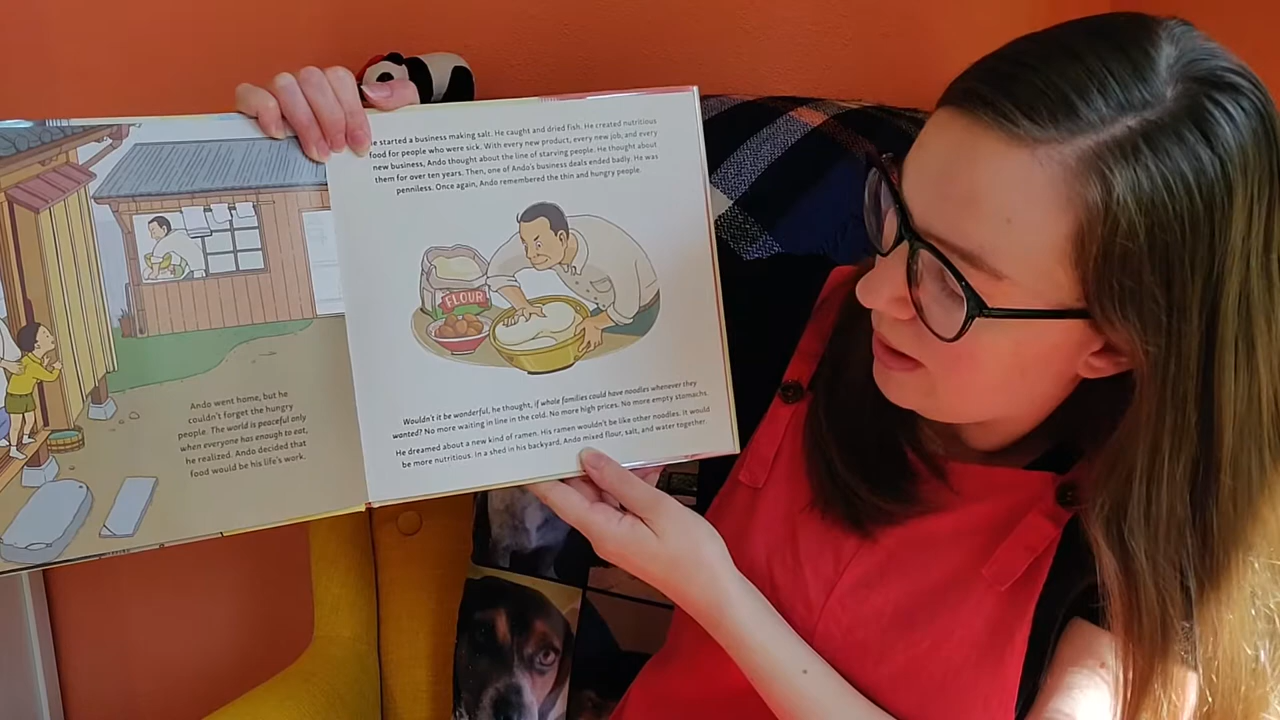 Ando went home, but he
couldn't forget the hungry
people. The world is peaceful only
when everyone has enough to eat,
he realized. Ando decided that
food would be his life's work.
He started a business making salt. He caught and dried fish. He created nutritious
food for people who were sick. With every new product, every new job, and every
new business, Ando thought about the line of starving people. He thought about
them for over ten years. Then, one of Ando's business deals ended badly. He was
penniless. Once again, Ando remembered the thin and hungry people.
FLOUR
Wouldn't it be wonderful, he thought, if whole families could have noodles whenever they
wanted? No more waiting in line in the cold. No more high prices. No more empty stomachs.
He dreamed about a new kind of ramen. His ramen wouldn't be like other noodles. It would
be more nutritious. In a shed in his backyard, Ando mixed flour, salt, and water together.